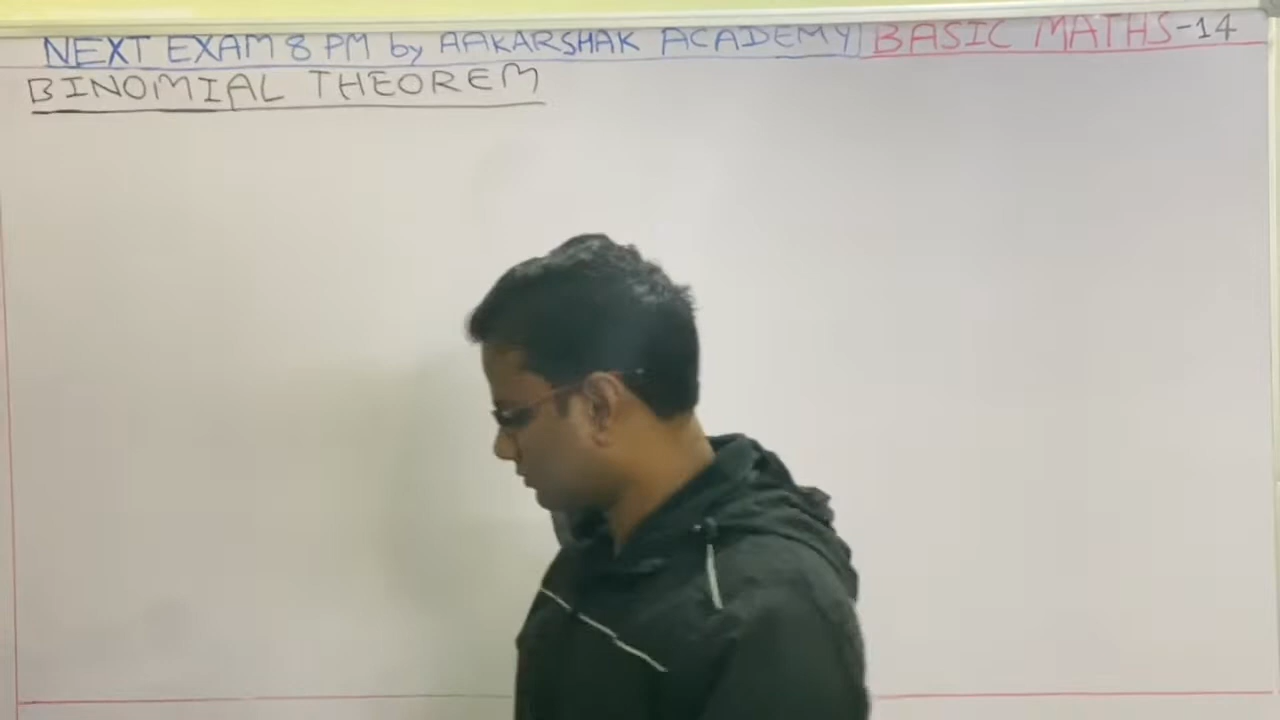 NEXT EXAM 8 PM by AAKARSHAK ACADEMY BASIC MATHS-14
BINOMIAL THEOREM